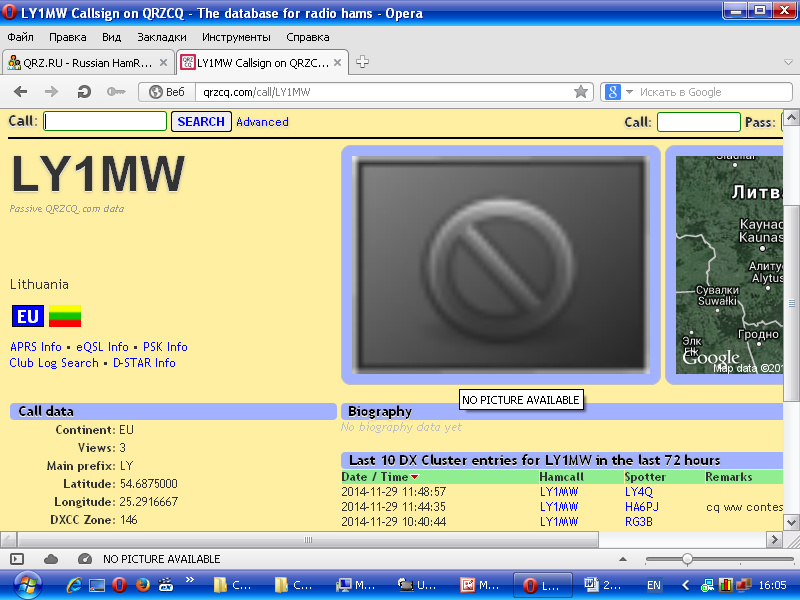 LY1MW Callsign on QRZCQ - The database for radio hams - Opera
Файл Правка Вид Закладки Инструменты Справка
QRZ.RU - Russian HamR... LY1MW Callsign on QRZC...
Веб qrzcq.com/call/LY1MW Искать в Google
Call: SEARCH Advanced Call: Pass:
LY1MW
Passive QRZCQ.com data
Lithuania
EU
APRS Info • eQSL Info • PSK Info
Club Log Search • D-STAR Info
QRZ CQ
8
Литва
Каунас
Kaunas
Алиту
Alytus
Сувалки
Suwałki
Гродно
Элк
Ełk
Google
Map data ©201
NO PICTURE AVAILABLE
Call data
Continent: EU
Views: 3
Main prefix: LY
Latitude: 54.6875000
Longitude: 25.2916667
DXCC Zone: 146
Biography
No biography data yet
Last 10 DX Cluster entries for LY1MW in the last 72 hours
Date / Time Hamcall Spotter Remarks
2014-11-29 11:48:57 LY1MW LY4Q
2014-11-29 11:44:35 LY1MW HA6PJ cq ww contes
2014-11-29 10:40:44 LY1MW RG3B
NO PICTURE AVAILABLE
C... C... M... U... M... L... 2... EN 16:05